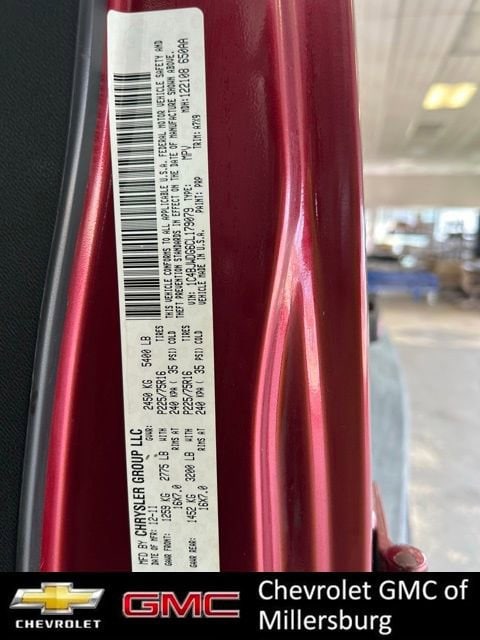 MFD BY CHRYSLER GROUP LLC
DATE OF MFR: 12-11 GVWR: 2450 KG 5400 LB
GAWR FRONT: 1259 KG 2775 LB WITH P225/75R16 TIRES
16X7.0 RIMS AT 240 KPA ( 35 PSI) COLD
GAWR REAR: 1452 KG 3200 LB WITH P225/75R16 TIRES
16X7.0 RIMS AT 240 KPA ( 35 PSI) COLD
THIS VEHICLE CONFORMS TO ALL APPLICABLE U.S.A. FEDERAL MOTOR VEHICLE SAFETY AND
THEFT PREVENTION STANDARDS IN EFFECT ON THE DATE OF MANUFACTURE SHOWN ABOVE.
1C4BJWDG6CL179079 TYPE: MPV MDH: 122108 650AA
VEHICLE MADE IN U.S.A. PAINT: PRP TRIM: A7X9
CHEVROLET
GMC
Chevrolet GMC of
Millersburg